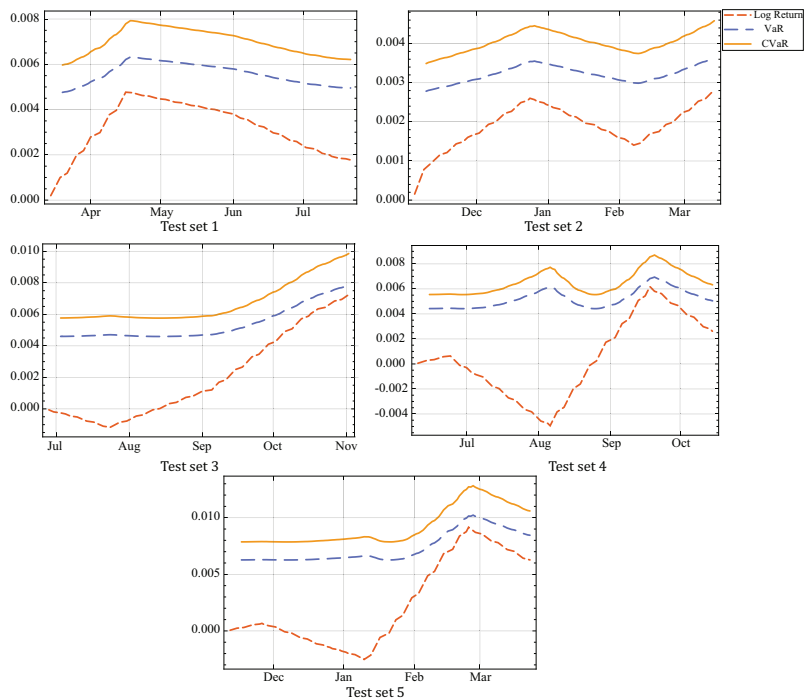 Log Return
VaR
CVaR
0.008
0.006
0.004
0.002
0.000
Apr May Jun Jul
Test set 1
0.004
0.003
0.002
0.001
0.000
Dec Jan Feb Mar
Test set 2
0.010
0.008
0.006
0.004
0.002
0.000
Jul Aug Sep Oct Nov
Test set 3
0.008
0.006
0.004
0.002
0.000
-0.002
-0.004
Jul Aug Sep Oct
Test set 4
0.010
0.005
0.000
Dec Jan Feb Mar
Test set 5